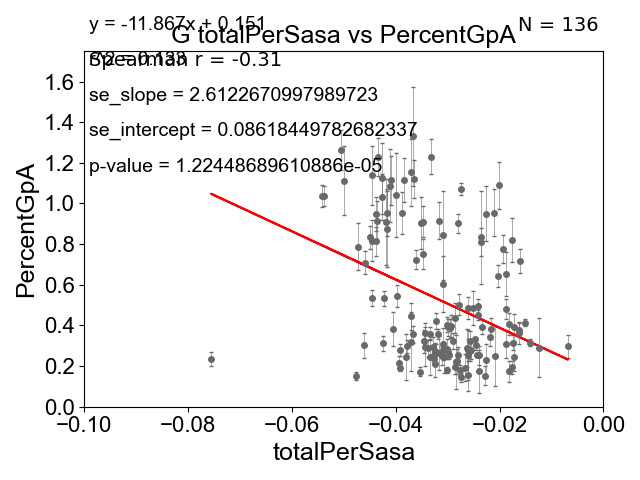 y = -11.867x + 0.151
N = 136
G totalPerSasa vs PercentGpA
Spearman r = -0.31
se_slope = 2.6122670997989723
se_intercept = 0.08618449782682337
p-value = 1.22448689610886e-05
PercentGpA
1.6
1.4
1.2
1.0
0.8
0.6
0.4
0.2
0.0
−0.10
−0.08
−0.06
−0.04
−0.02
0.00
totalPerSasa